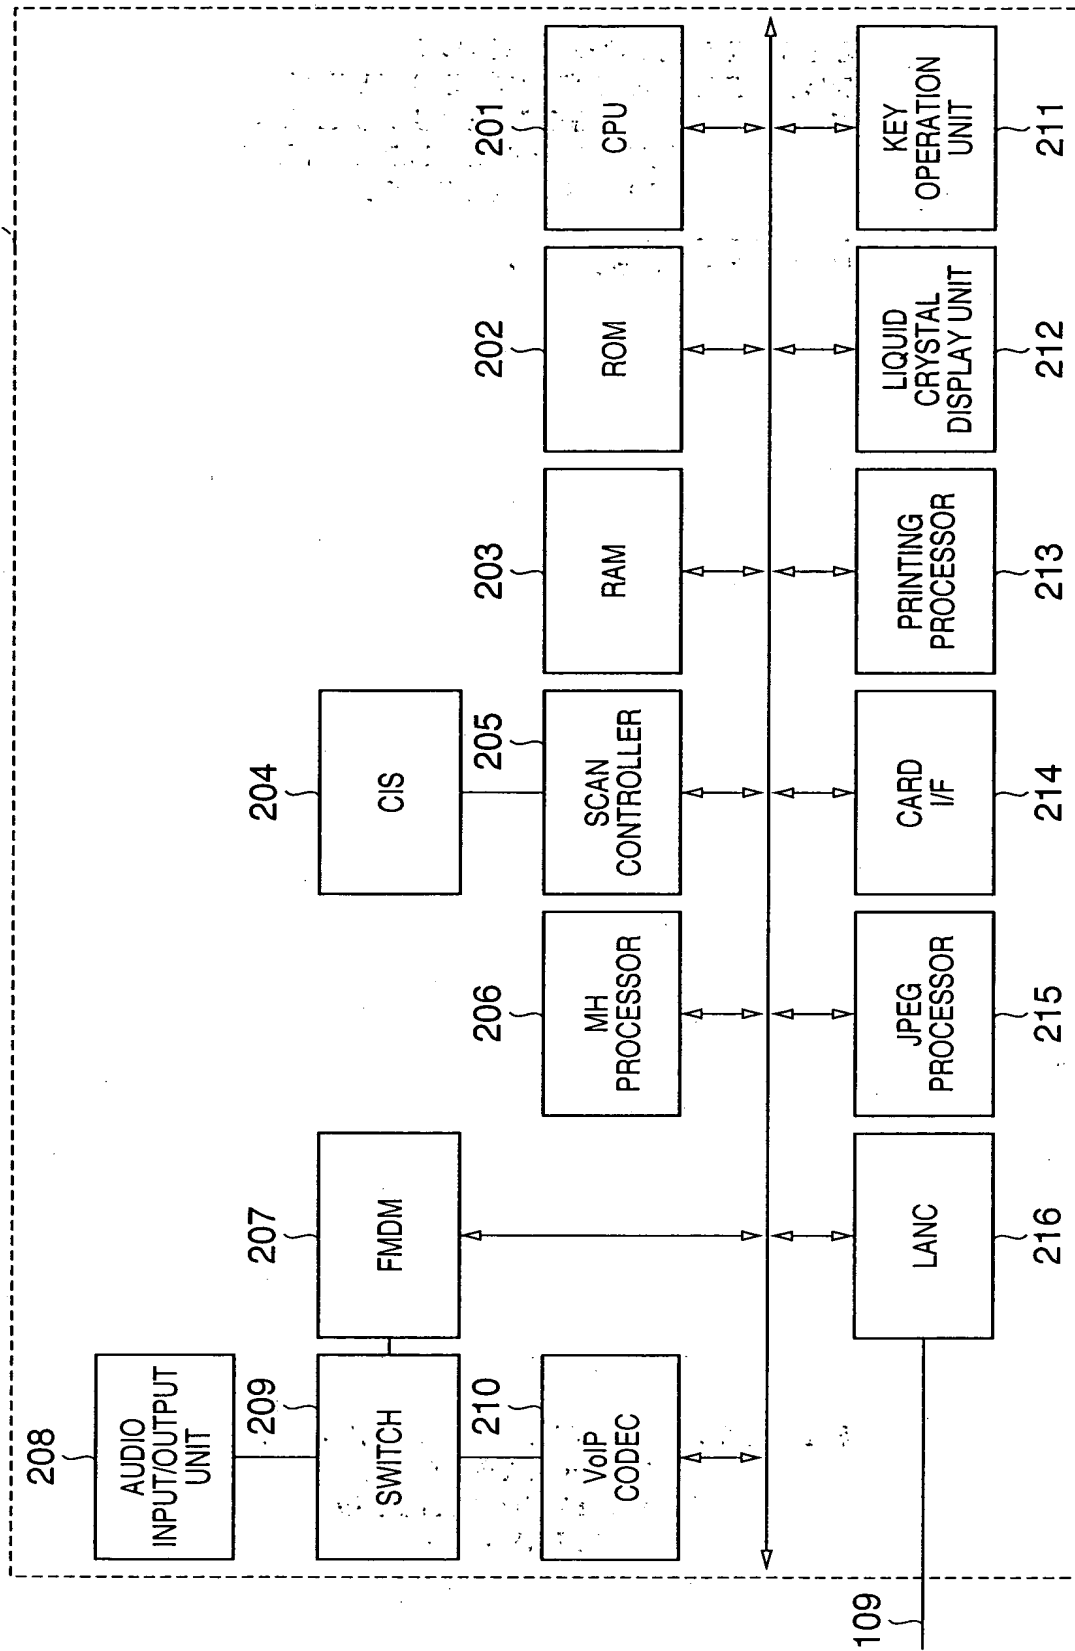 201
CPU
202
ROM
203
RAM
204
CIS
205
SCAN
CONTROLLER
206
MH
PROCESSOR
207
FMDM
208
AUDIO
INPUT/OUTPUT
UNIT
209
SWITCH
210
VoIP
CODEC
KEY
OPERATION
UNIT
211
LIQUID
CRYSTAL
DISPLAY UNIT
212
PRINTING
PROCESSOR
213
CARD
I/F
214
JPEG
PROCESSOR
215
LANC
216
109